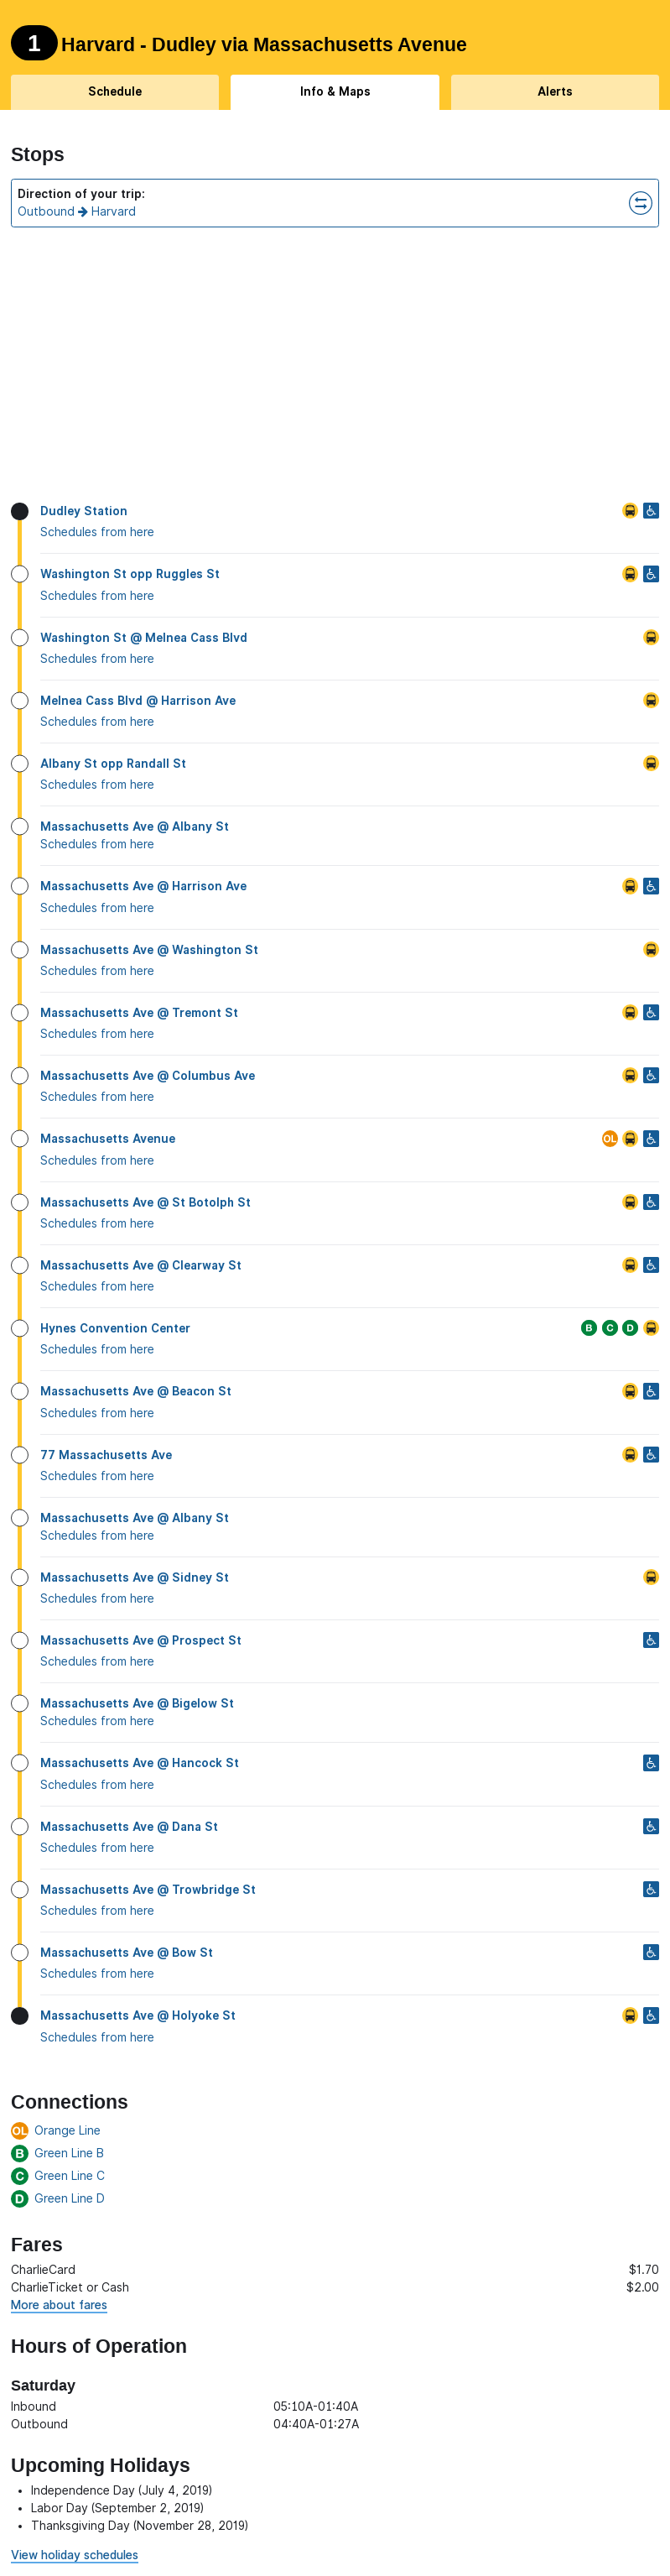 1 Harvard - Dudley via Massachusetts Avenue
Schedule
Info & Maps
Alerts
Stops
Direction of your trip:
Outbound → Harvard
Dudley Station
Schedules from here
Washington St opp Ruggles St
Schedules from here
Washington St @ Melnea Cass Blvd
Schedules from here
Melnea Cass Blvd @ Harrison Ave
Schedules from here
Albany St opp Randall St
Schedules from here
Massachusetts Ave @ Albany St
Schedules from here
Massachusetts Ave @ Harrison Ave
Schedules from here
Massachusetts Ave @ Washington St
Schedules from here
Massachusetts Ave @ Tremont St
Schedules from here
Massachusetts Ave @ Columbus Ave
Schedules from here
Massachusetts Avenue OL
Schedules from here
Massachusetts Ave @ St Botolph St
Schedules from here
Massachusetts Ave @ Clearway St
Schedules from here
Hynes Convention Center B C D
Schedules from here
Massachusetts Ave @ Beacon St
Schedules from here
77 Massachusetts Ave
Schedules from here
Massachusetts Ave @ Albany St
Schedules from here
Massachusetts Ave @ Sidney St
Schedules from here
Massachusetts Ave @ Prospect St
Schedules from here
Massachusetts Ave @ Bigelow St
Schedules from here
Massachusetts Ave @ Hancock St
Schedules from here
Massachusetts Ave @ Dana St
Schedules from here
Massachusetts Ave @ Trowbridge St
Schedules from here
Massachusetts Ave @ Bow St
Schedules from here
Massachusetts Ave @ Holyoke St
Schedules from here
Connections
OL Orange Line
B Green Line B
C Green Line C
D Green Line D
Fares
CharlieCard $1.70
CharlieTicket or Cash $2.00
More about fares
Hours of Operation
Saturday
Inbound 05:10A-01:40A
Outbound 04:40A-01:27A
Upcoming Holidays
• Independence Day (July 4, 2019)
• Labor Day (September 2, 2019)
• Thanksgiving Day (November 28, 2019)
View holiday schedules